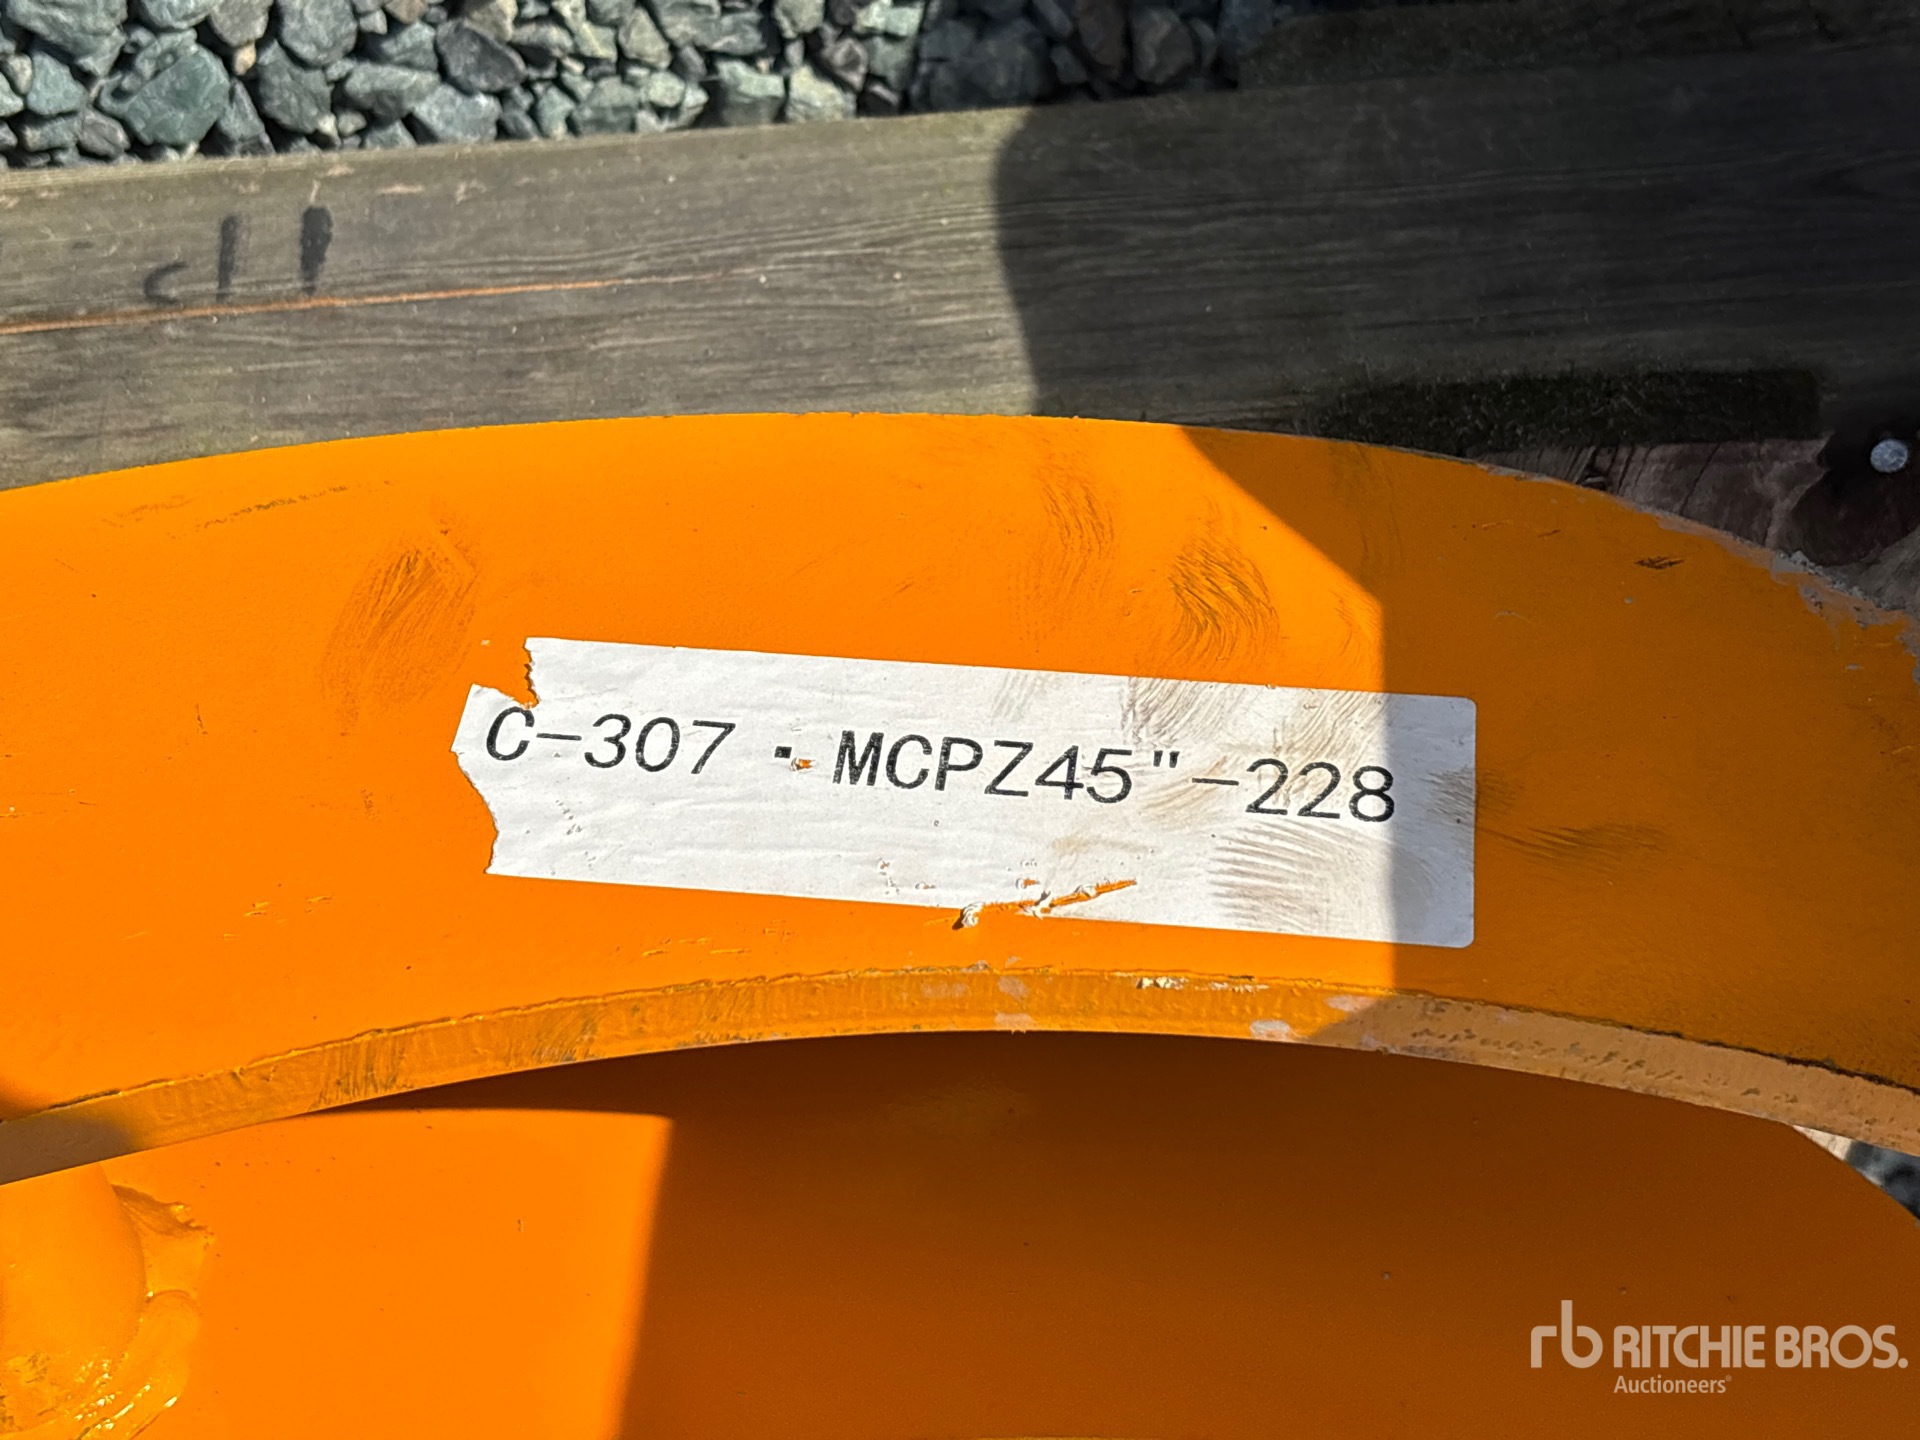 C-307 · MCPZ45"-228
rb RITCHIE BROS.
Auctioneers